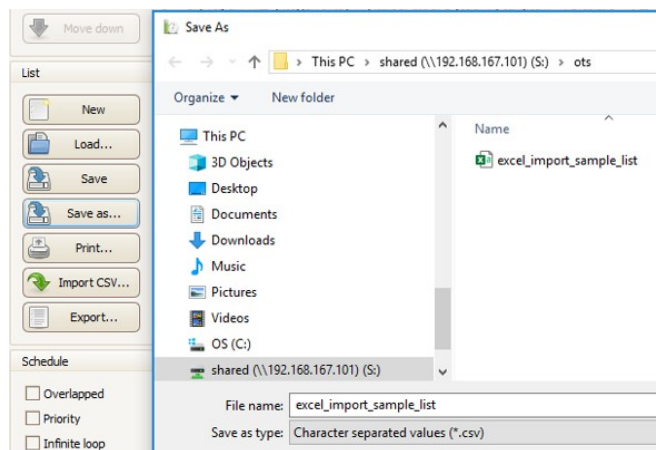 Move down
List
New
Load...
Save
Save as...
Print...
Import CSV...
Export...
Schedule
Overlapped
Priority
Infinite loop
Save As
This PC > shared (\\192.168.167.101) (S:) > ots
Organize New folder
This PC
3D Objects
Desktop
Documents
Downloads
Music
Pictures
Videos
OS (C:)
shared (\\192.168.167.101) (S:)
Name
excel_import_sample_list
File name: excel_import_sample_list
Save as type: Character separated values (*.csv)